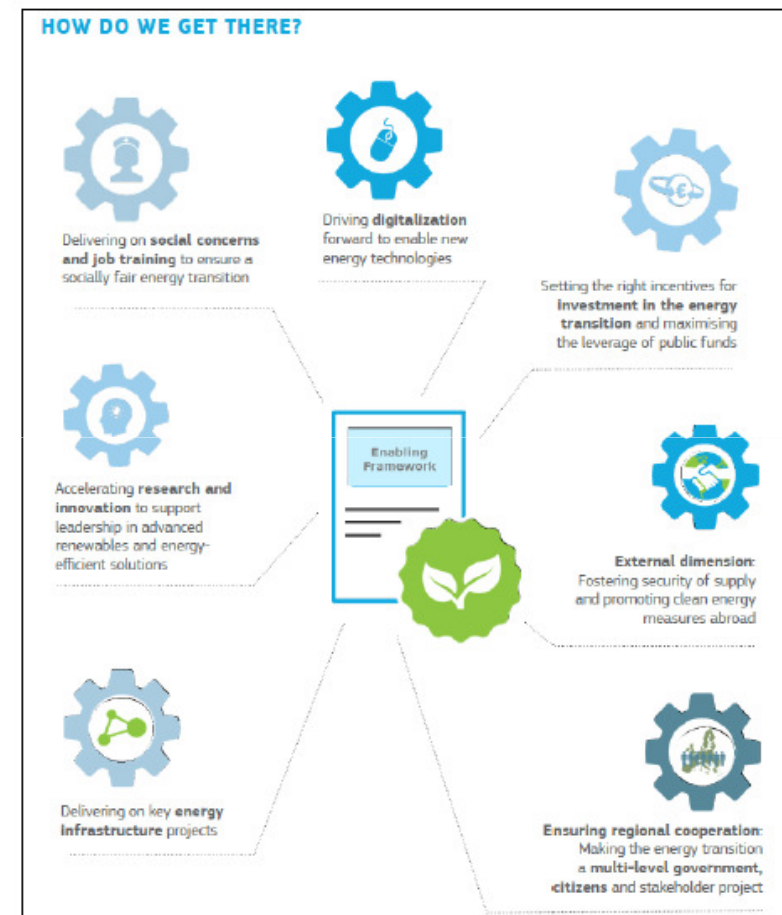 HOW DO WE GET THERE?
Delivering on social concerns
and job training to ensure a
socially fair energy transition
Driving digitalization
forward to enable new
energy technologies
Setting the right incentives for
investment in the energy
transition and maximising
the leverage of public funds
Accelerating research and
innovation to support
leadership in advanced
renewables and energy-
efficient solutions
Enabling
Framework
External dimension:
Fostering security of supply
and promoting clean energy
measures abroad
Delivering on key energy
infrastructure projects
Ensuring regional cooperation:
Making the energy transition
a multi-level government,
citizens and stakeholder project